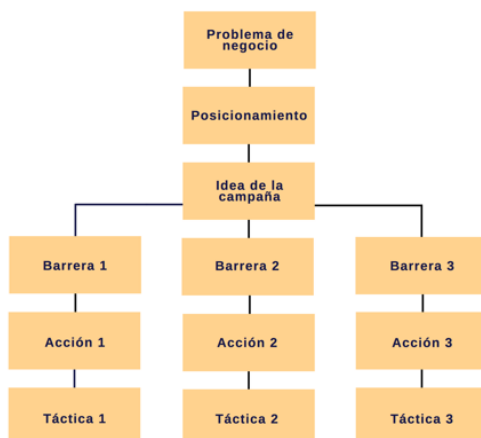 Problema de
negocio
Posicionamiento
Idea de la
campaña
Barrera 1
Barrera 2
Barrera 3
Acción 1
Acción 2
Acción 3
Táctica 1
Táctica 2
Táctica 3